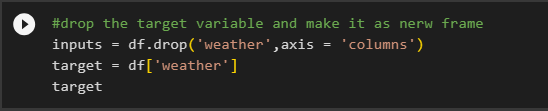 #drop the target variable and make it as nerw frame
inputs = df.drop('weather',axis = 'columns')
target = df['weather']
target